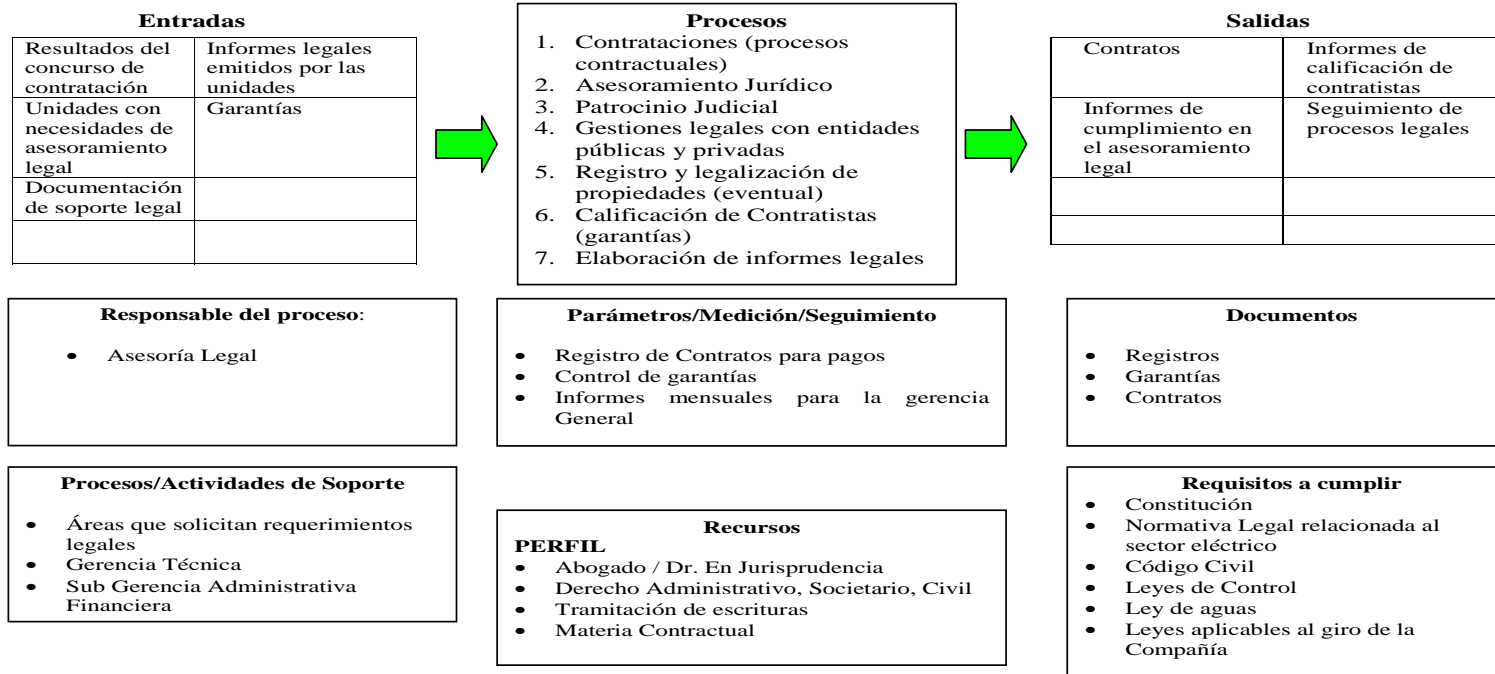 Entradas
Resultados del
concurso de
contratación
Informes legales
emitidos por las
unidades
Unidades con
necesidades de
asesoramiento
legal
Garantías
Documentación
de soporte legal
Procesos
1. Contrataciones (procesos
contractuales)
2. Asesoramiento Jurídico
3. Patrocinio Judicial
4. Gestiones legales con entidades
públicas y privadas
5. Registro y legalización de
propiedades (eventual)
6. Calificación de Contratistas
(garantías)
7. Elaboración de informes legales
Salidas
Contratos
Informes de
calificación de
contratistas
Informes de
cumplimiento en
el asesoramiento
legal
Seguimiento de
procesos legales
Responsable del proceso:
• Asesoría Legal
Parámetros/Medición/Seguimiento
• Registro de Contratos para pagos
• Control de garantías
• Informes mensuales para la gerencia
General
Documentos
• Registros
• Garantías
• Contratos
Procesos/Actividades de Soporte
• Áreas que solicitan requerimientos
legales
• Gerencia Técnica
• Sub Gerencia Administrativa
Financiera
Recursos
PERFIL
• Abogado / Dr. En Jurisprudencia
• Derecho Administrativo, Societario, Civil
• Tramitación de escrituras
• Materia Contractual
Requisitos a cumplir
• Constitución
• Normativa Legal relacionada al
sector eléctrico
• Código Civil
• Leyes de Control
• Ley de aguas
• Leyes aplicables al giro de la
Compañía